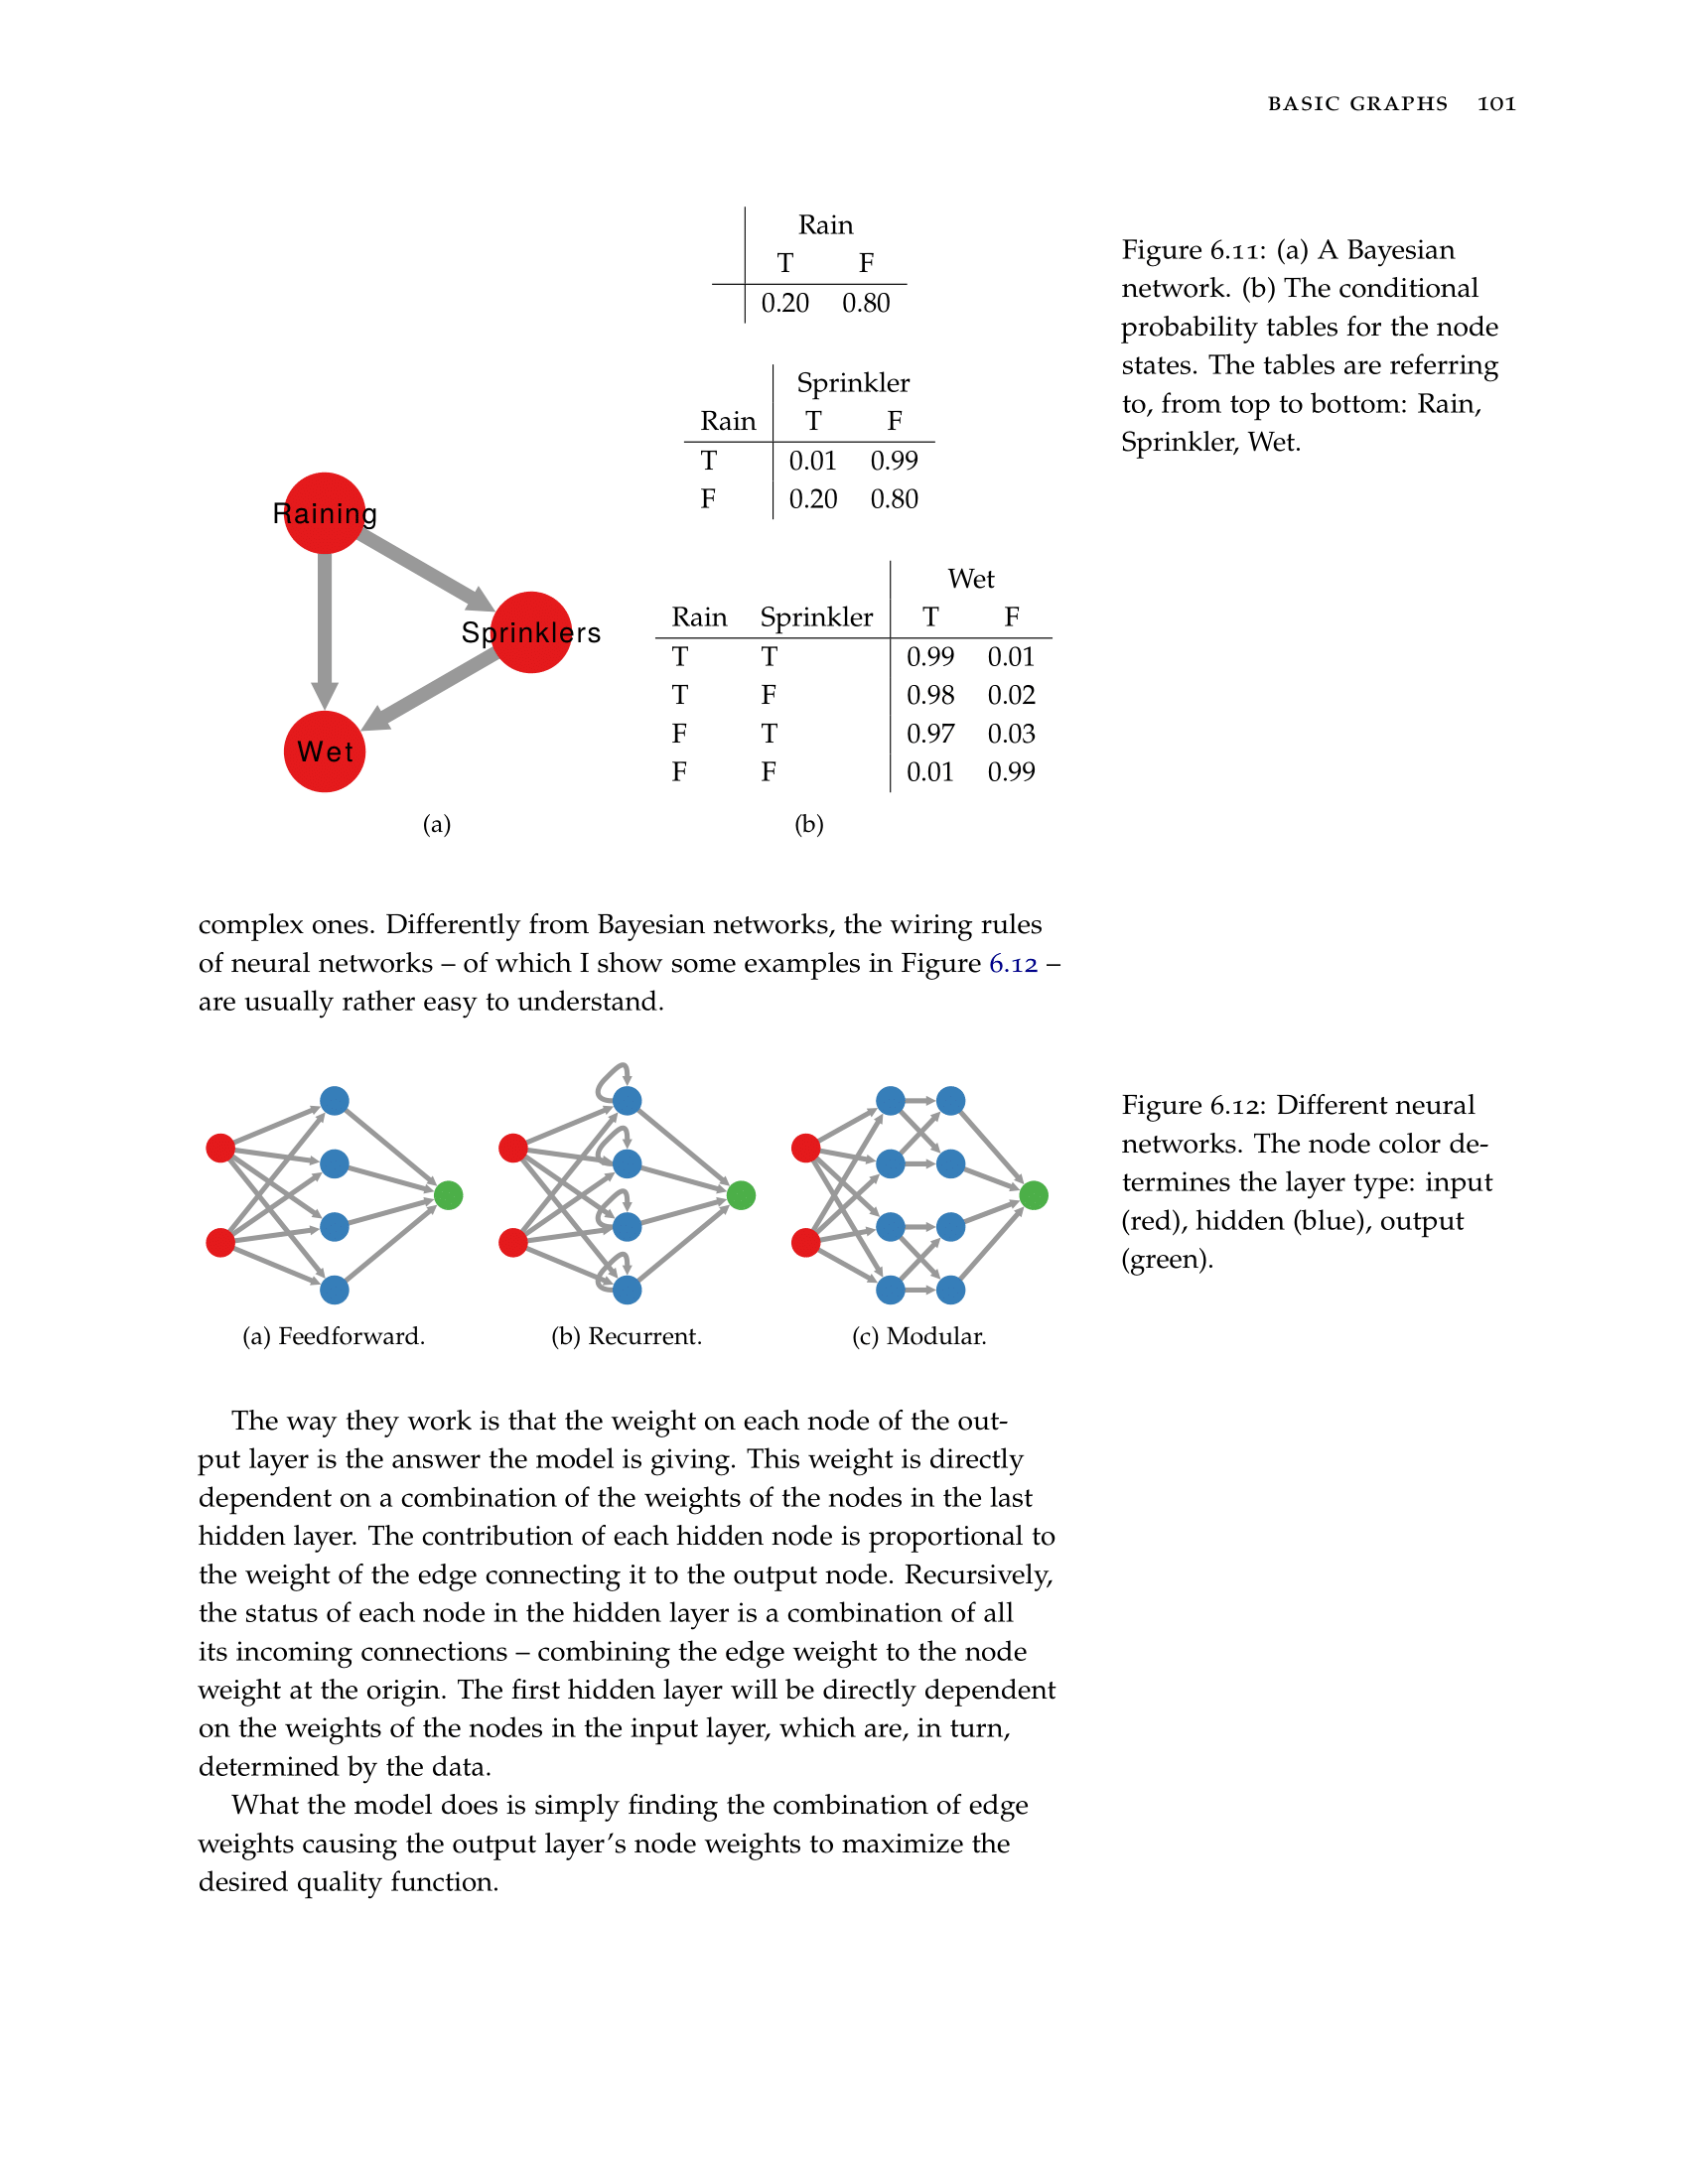 BASIC GRAPHS 101
Rain
T F
0.20 0.80
Sprinkler
Rain T F
T 0.01 0.99
F 0.20 0.80
Wet
Rain Sprinkler T F
T T 0.99 0.01
T F 0.98 0.02
F T 0.97 0.03
F F 0.01 0.99
Raining
Sprinklers
Wet
(a)
(b)
Figure 6.11: (a) A Bayesian
network. (b) The conditional
probability tables for the node
states. The tables are referring
to, from top to bottom: Rain,
Sprinkler, Wet.
complex ones. Differently from Bayesian networks, the wiring rules
of neural networks – of which I show some examples in Figure 6.12 –
are usually rather easy to understand.
(a) Feedforward.
(b) Recurrent.
(c) Modular.
Figure 6.12: Different neural
networks. The node color de-
termines the layer type: input
(red), hidden (blue), output
(green).
The way they work is that the weight on each node of the out-
put layer is the answer the model is giving. This weight is directly
dependent on a combination of the weights of the nodes in the last
hidden layer. The contribution of each hidden node is proportional to
the weight of the edge connecting it to the output node. Recursively,
the status of each node in the hidden layer is a combination of all
its incoming connections – combining the edge weight to the node
weight at the origin. The first hidden layer will be directly dependent
on the weights of the nodes in the input layer, which are, in turn,
determined by the data.
What the model does is simply finding the combination of edge
weights causing the output layer's node weights to maximize the
desired quality function.